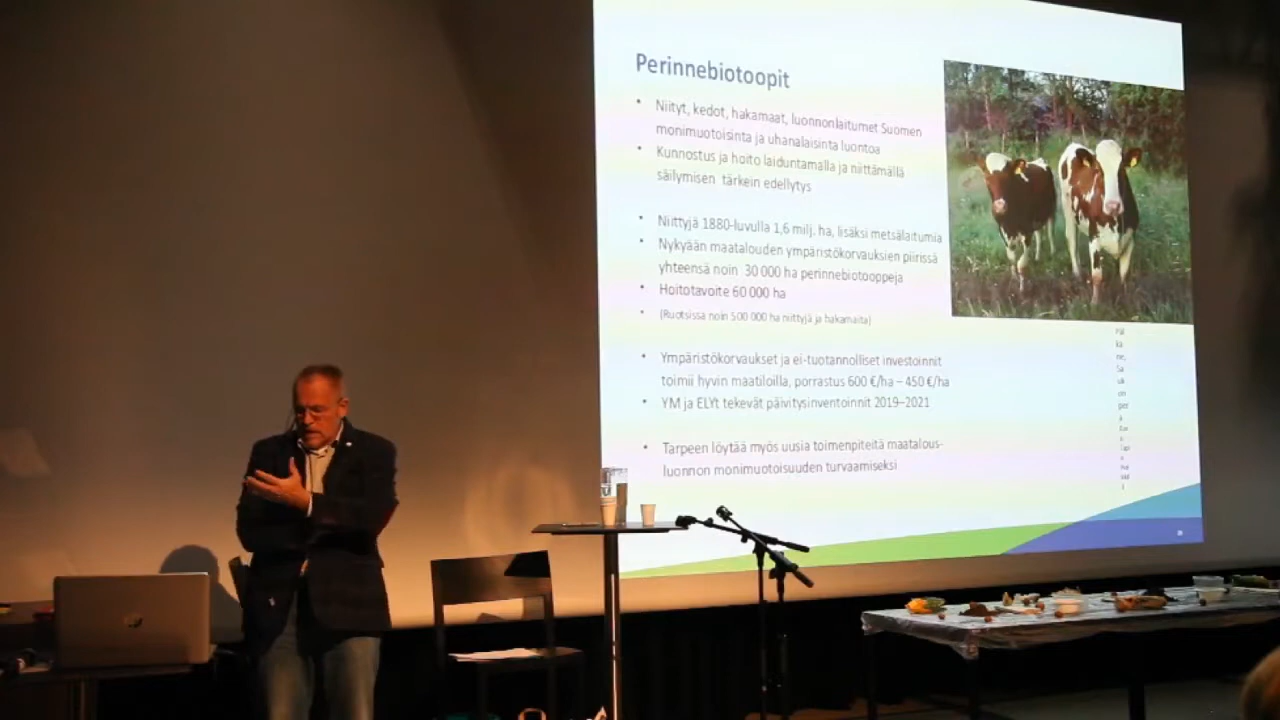 Perinnebiotoopit
• Niityt, kedot, hakamaat, luonnonlaitumet Suomen
monimuotoisinta ja uhanalaisinta luontoa
• Kunnostus ja hoito laiduntamalla ja niittämällä
säilymisen tärkein edellytys
• Niittyjä 1880-luvulla 1,6 milj. ha, lisäksi metsälaitumia
• Nykyään maatalouden ympäristökorvauksien piirissä
yhteensä noin 30 000 ha perinnebiotooppeja
• Hoitotavoite 60 000 ha
• (Ruotsissa noin 500 000 ha niittyjä ja hakamaita)
• Ympäristökorvaukset ja ei-tuotannolliset investoinnit
toimii hyvin maatiloilla, porrastus 600 €/ha – 450 €/ha
• YM ja ELYt tekevät päivitysinventoinnit 2019–2021
• Tarpeen löytää myös uusia toimenpiteitä maatalous-
luonnon monimuotoisuuden turvaamiseksi